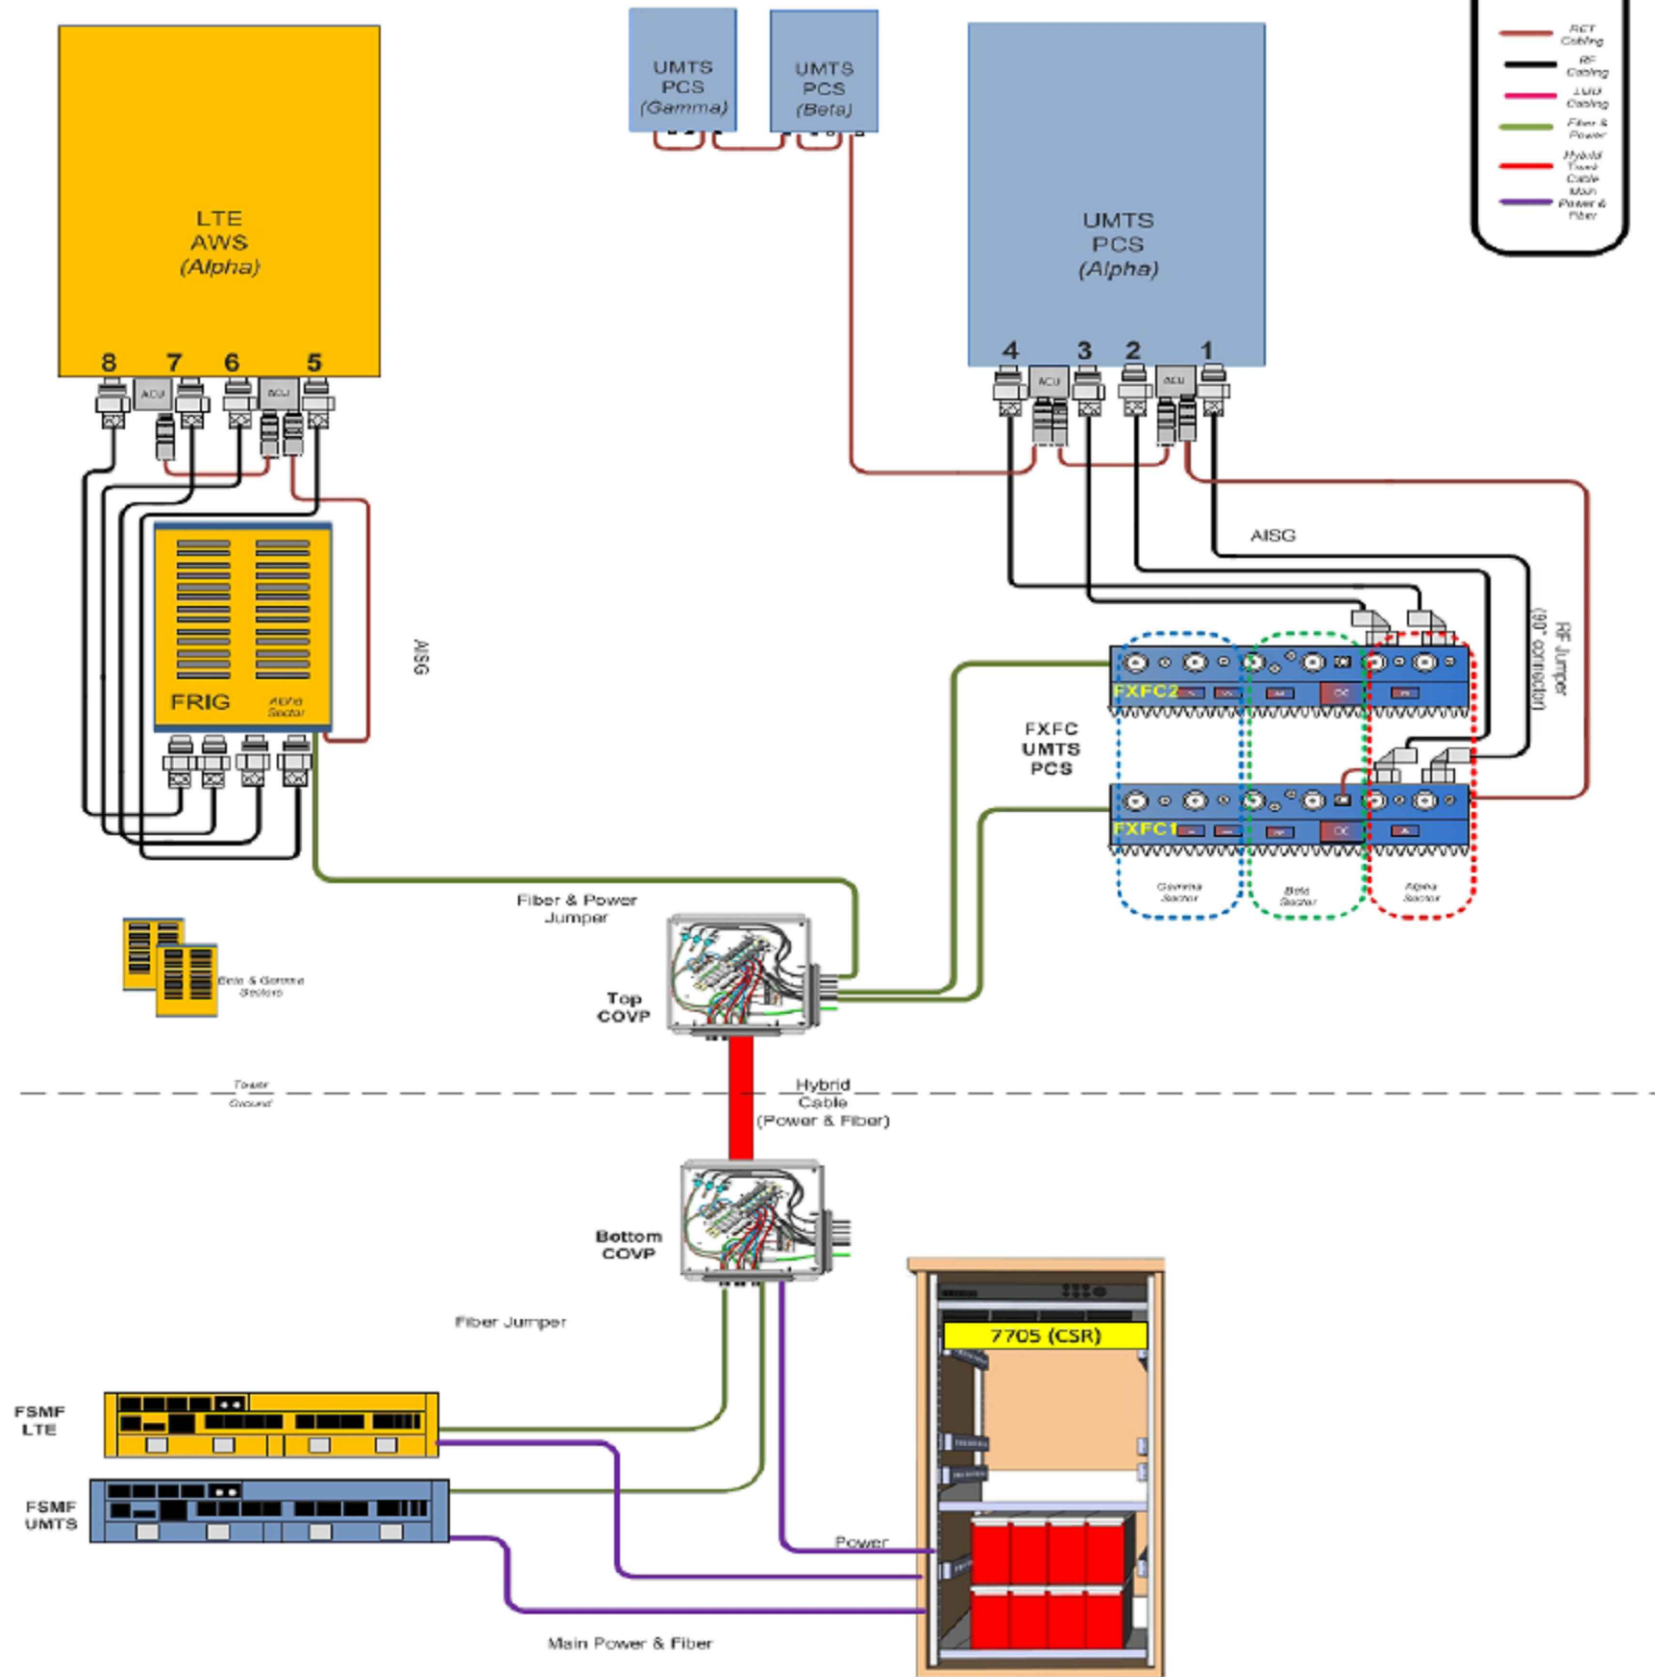 RET
Cabling
RF
Cabling
Cabling
Fiber &
Power
Hybrid
Trunk
Cable
Main
Power &
Fiber
UMTS
PCS
(Gamma)
UMTS
PCS
(Beta)
LTE
AWS
(Alpha)
8 7 6 5
ACU
ACU
UMTS
PCS
(Alpha)
4 3 2 1
ACU
ACU
AISG
AISG
RF Jumper
(90° connector)
FRIG
Alpha
Sector
FXFC2
DC
FXFC
UMTS
PCS
FXFC1
DC
Gamma
Sector
Beta
Sector
Alpha
Sector
Fiber & Power
Jumper
Beta & Gamma
Sectors
Top
COVP
Tower
Ground
Hybrid
Cable
(Power & Fiber)
Bottom
COVP
Fiber Jumper
7705 (CSR)
FSMF
LTE
FSMF
UMTS
Power
Main Power & Fiber